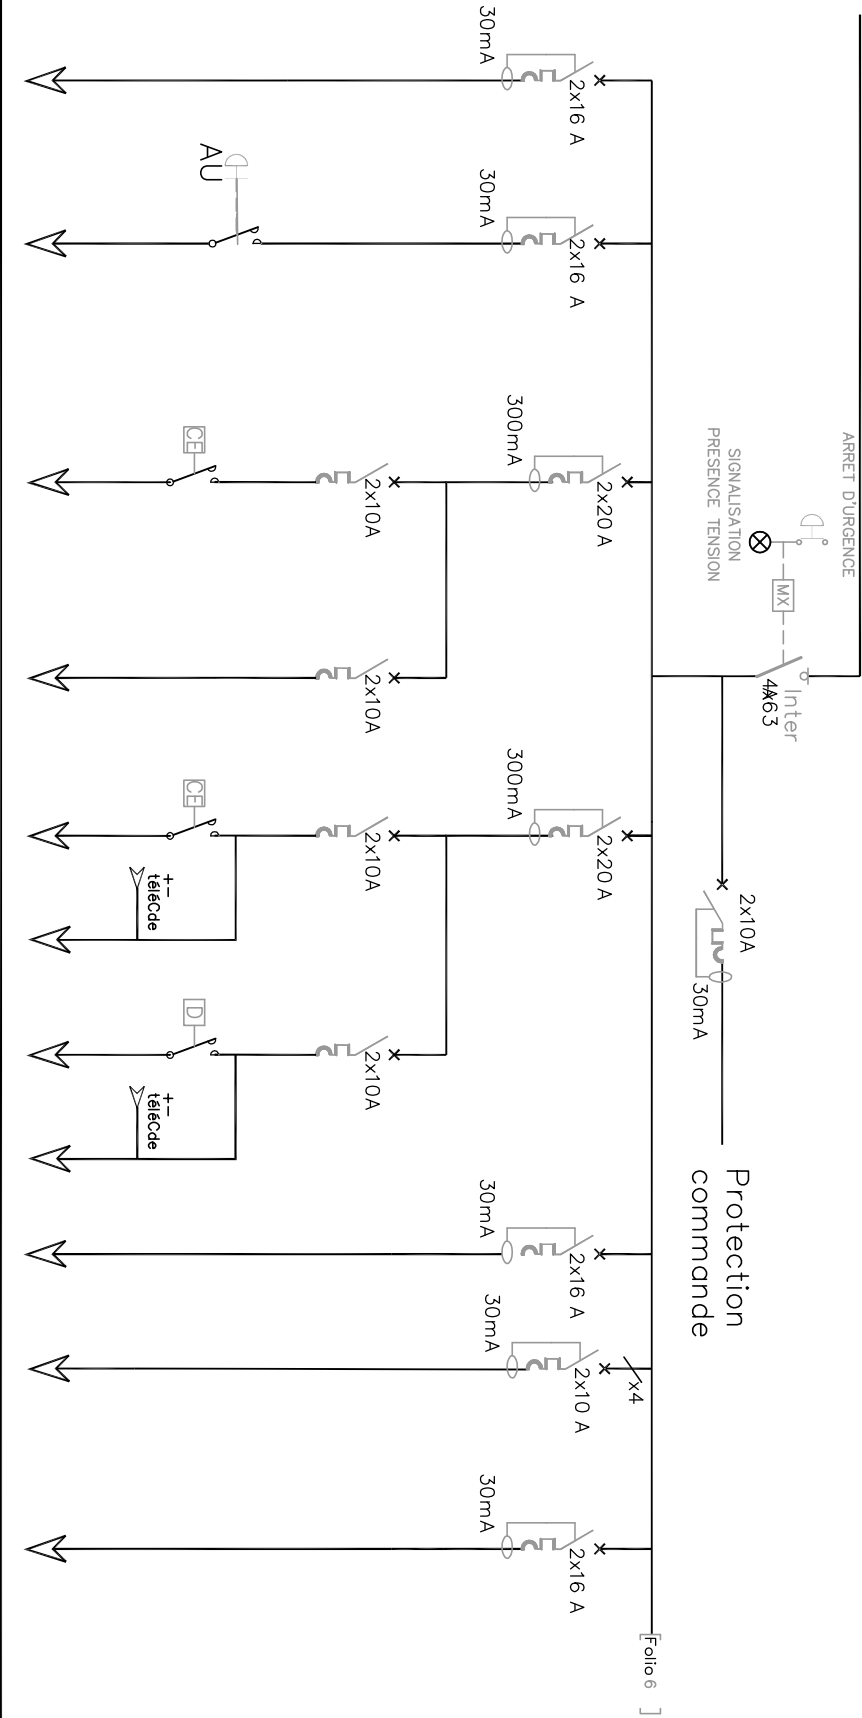 ARRET D'URGENCE
SIGNALISATION
PRESENCE TENSION
MX
Inter
4x63
2x10A
30mA
Protection
commande
[Folio 6 ]
2x16 A
30mA
2x16 A
30mA
AU
2x20 A
300mA
2x10A
CE
2x10A
2x20 A
300mA
2x10A
CE
+-
téléCde
2x10A
D
+-
téléCde
2x16 A
30mA
x4
2x10 A
30mA
2x16 A
30mA